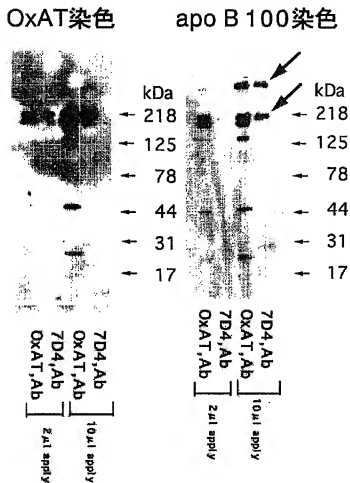 OxAT染色
apo B 100染色
kDa
218
125
78
44
31
17
kDa
218
125
78
44
31
17
OxAT,Ab
7D4,Ab
OxAT,Ab
7D4,Ab
2μl apply
10μl apply
OxAT,Ab
7D4,Ab
OxAT,Ab
7D4,Ab
2μl apply
10μl apply